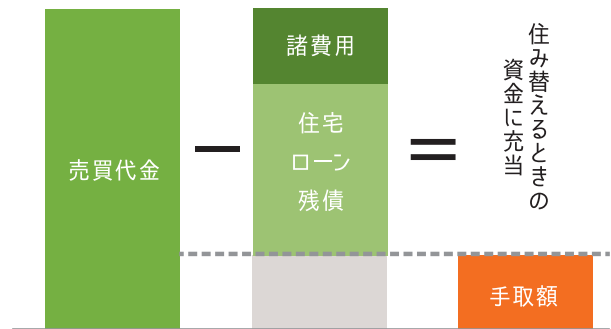 売買代金
諸費用
住宅
ローン
残債
住み替えるときの
資金に充当
手取額